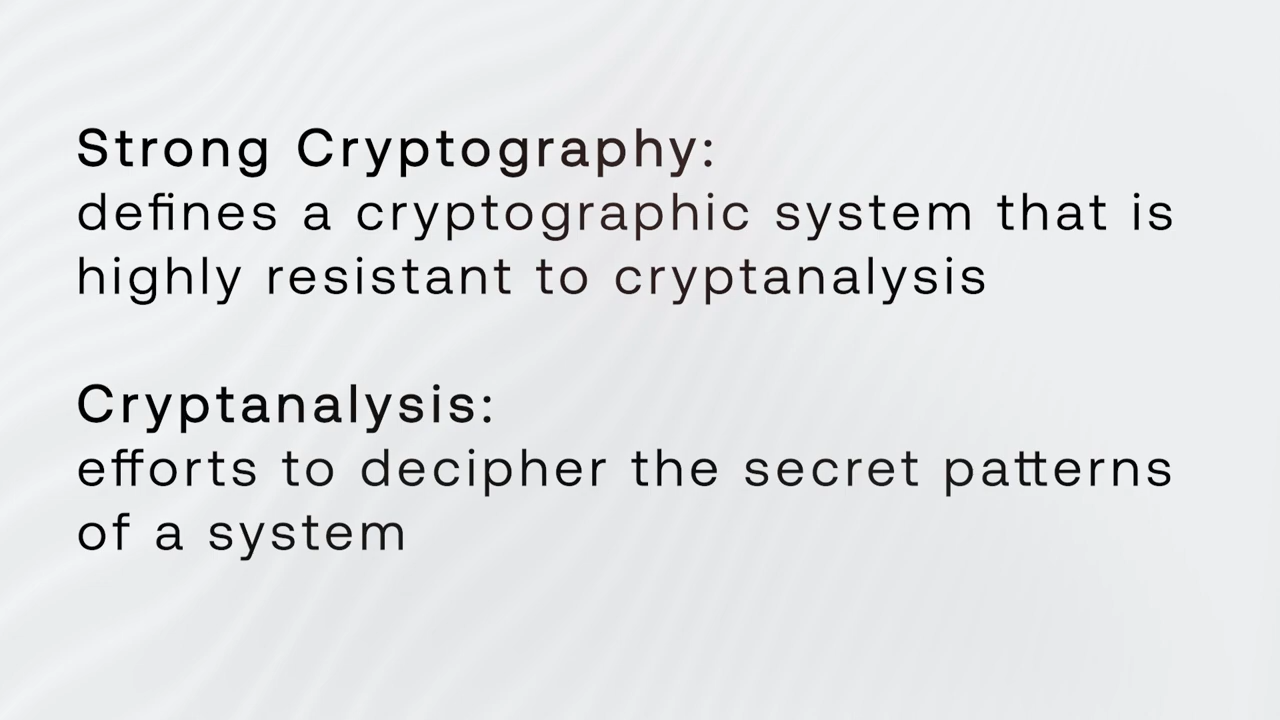 Strong Cryptography:
defines a cryptographic system that is
highly resistant to cryptanalysis
Cryptanalysis:
efforts to decipher the secret patterns
of a system